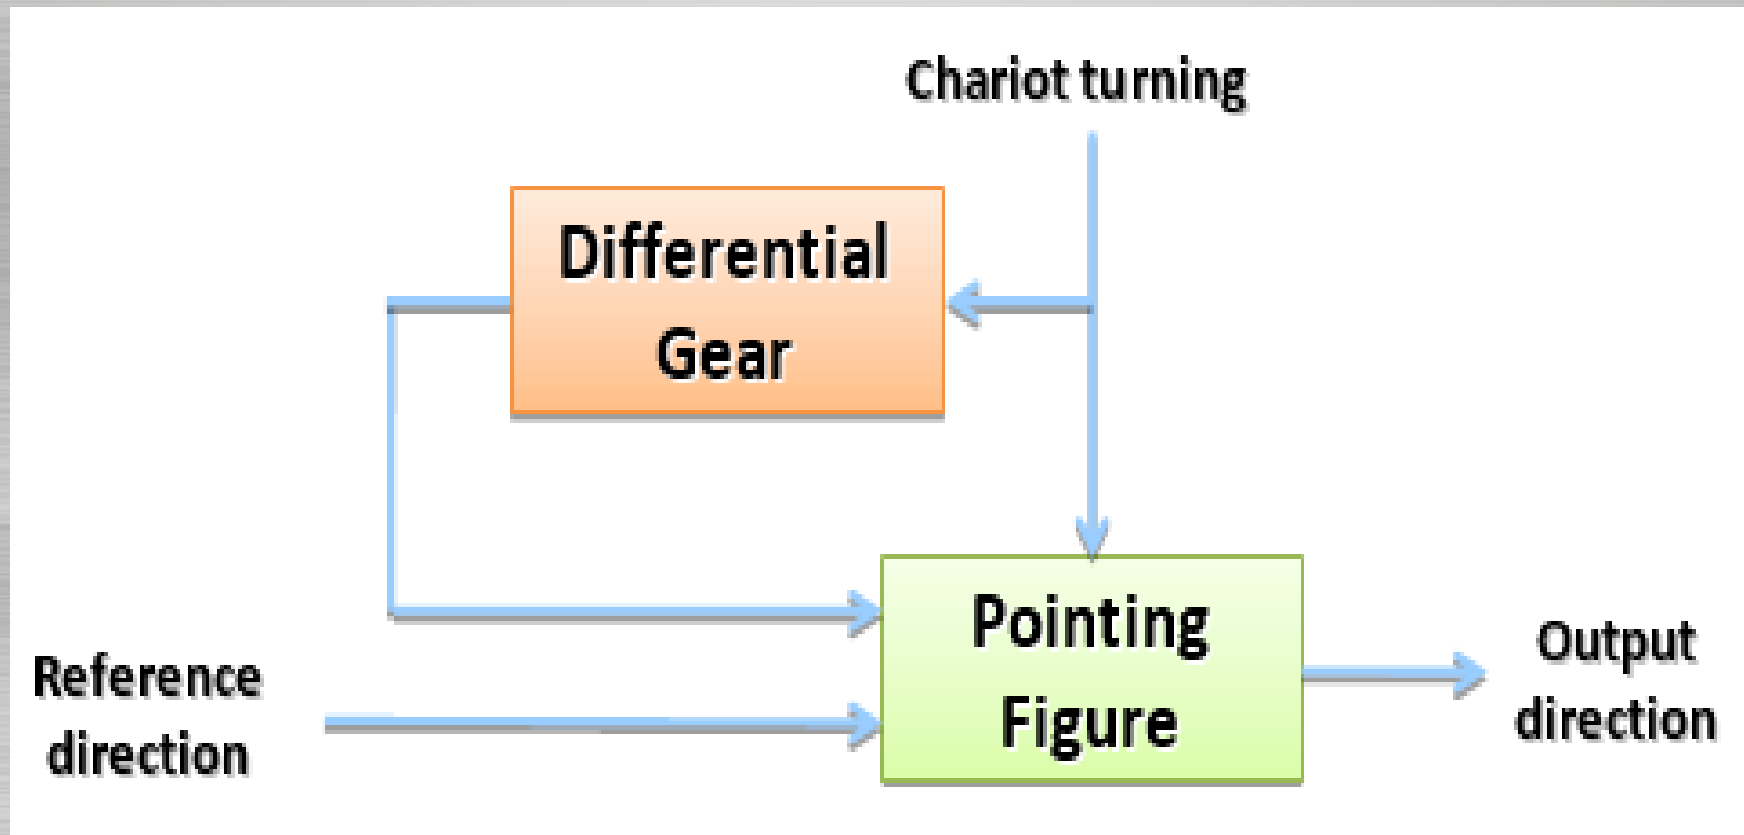 Chariot turning
Differential
Gear
Pointing
Figure
Reference
direction
Output
direction